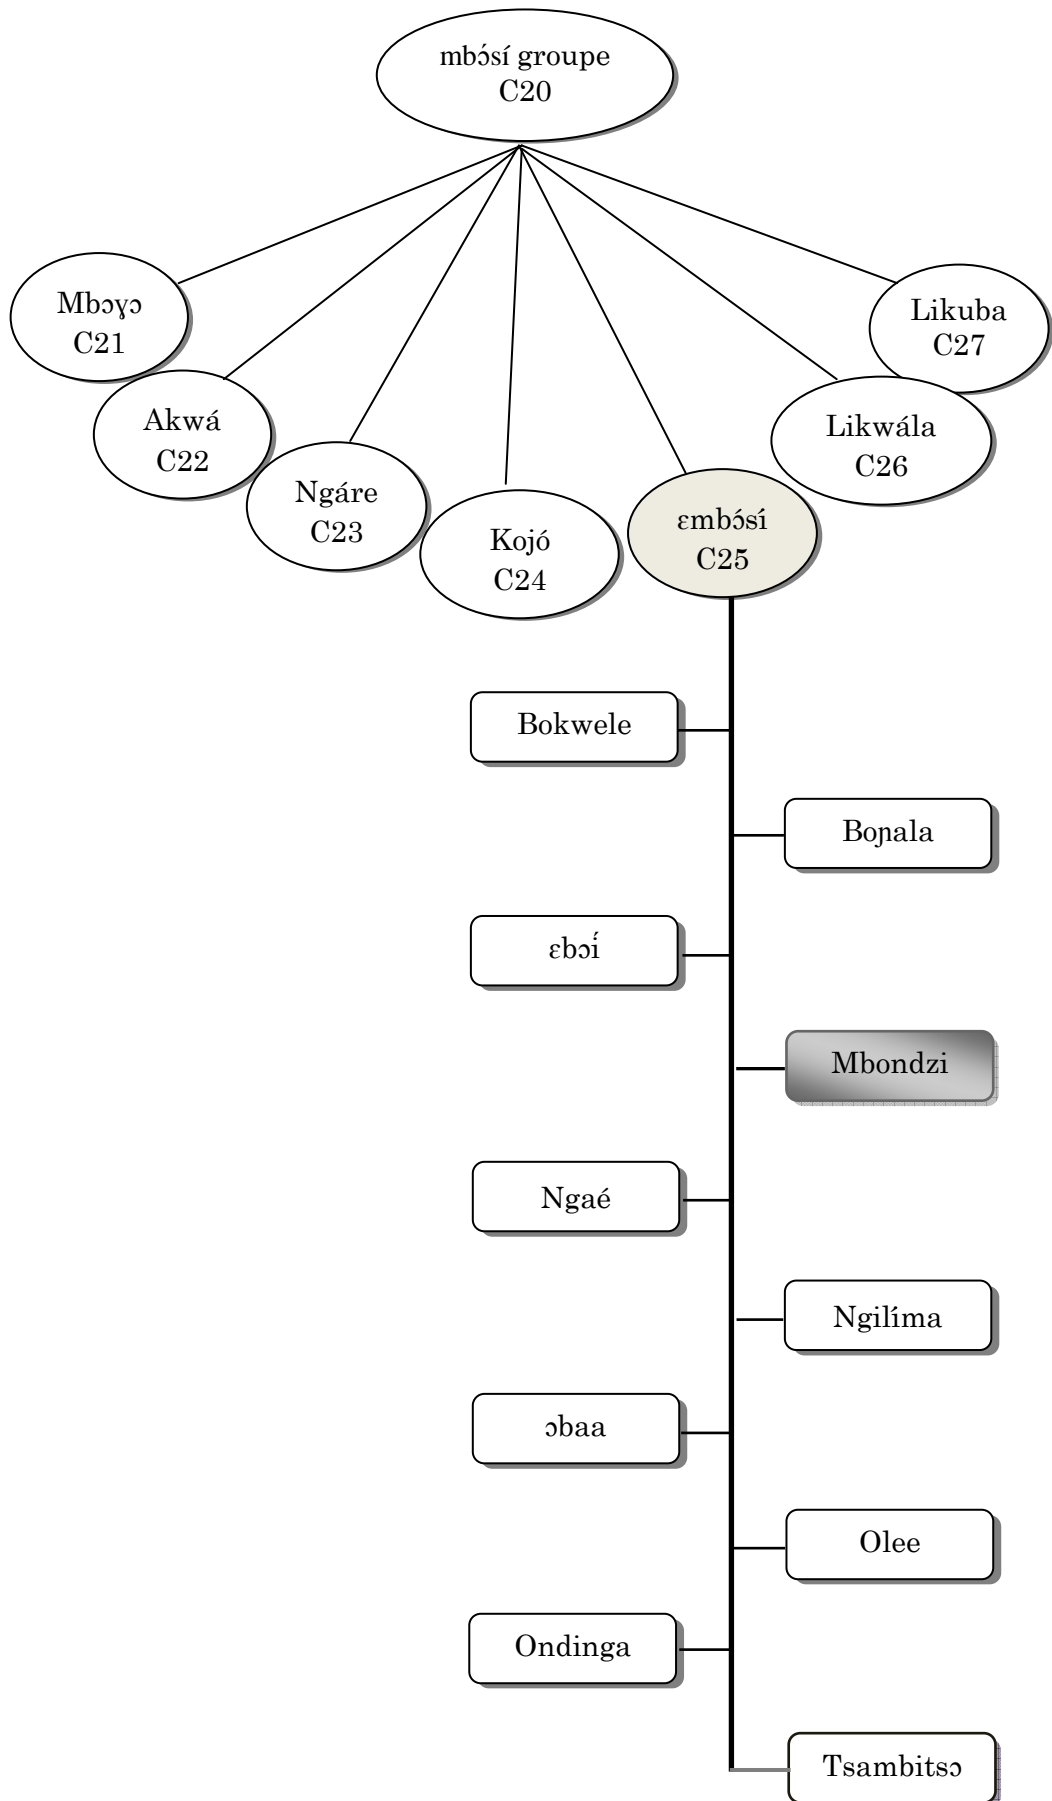 mbɔ́sí groupe
C20
Mbɔɣɔ
C21
Akwá
C22
Ngáre
C23
Kojó
C24
ɛmbɔ́sí
C25
Likwála
C26
Likuba
C27
Bokwele
Boɲala
ɛbɔí
Mbondzi
Ngaé
Ngilíma
ɔbaa
Olee
Ondinga
Tsambitsɔ